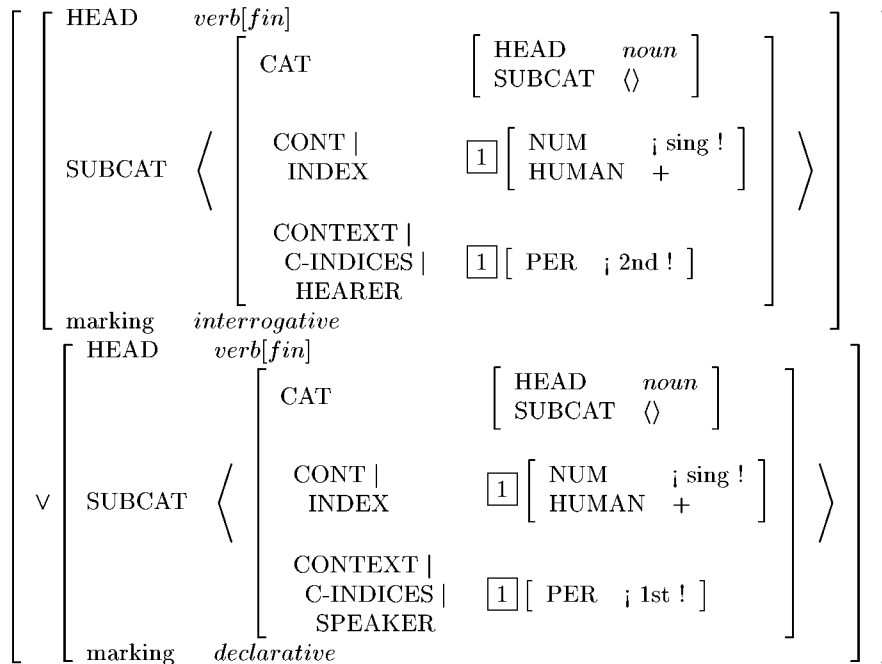 HEAD verb[fin]
CAT
HEAD noun
SUBCAT ⟨⟩
SUBCAT
CONT |
INDEX
1
NUM ¡ sing !
HUMAN +
CONTEXT |
C-INDICES |
HEARER
1 [ PER ¡ 2nd ! ]
marking interrogative
∨
HEAD verb[fin]
CAT
HEAD noun
SUBCAT ⟨⟩
SUBCAT
CONT |
INDEX
1
NUM ¡ sing !
HUMAN +
CONTEXT |
C-INDICES |
SPEAKER
1 [ PER ¡ 1st ! ]
marking declarative